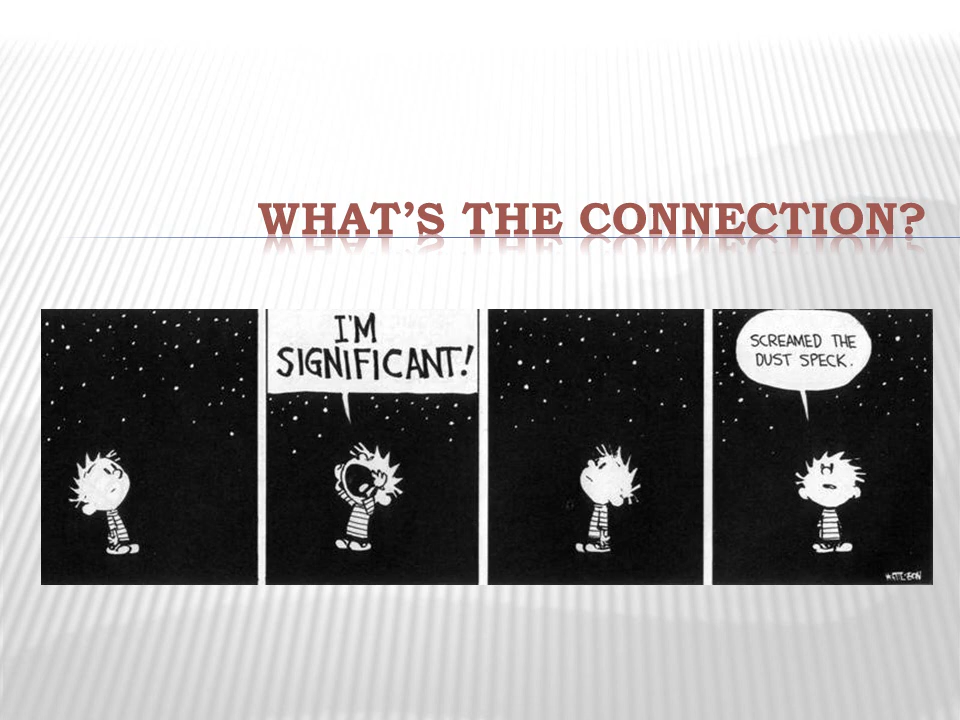 WHAT’S THE CONNECTION?
I'M
SIGNIFICANT!
SCREAMED THE
DUST SPECK.